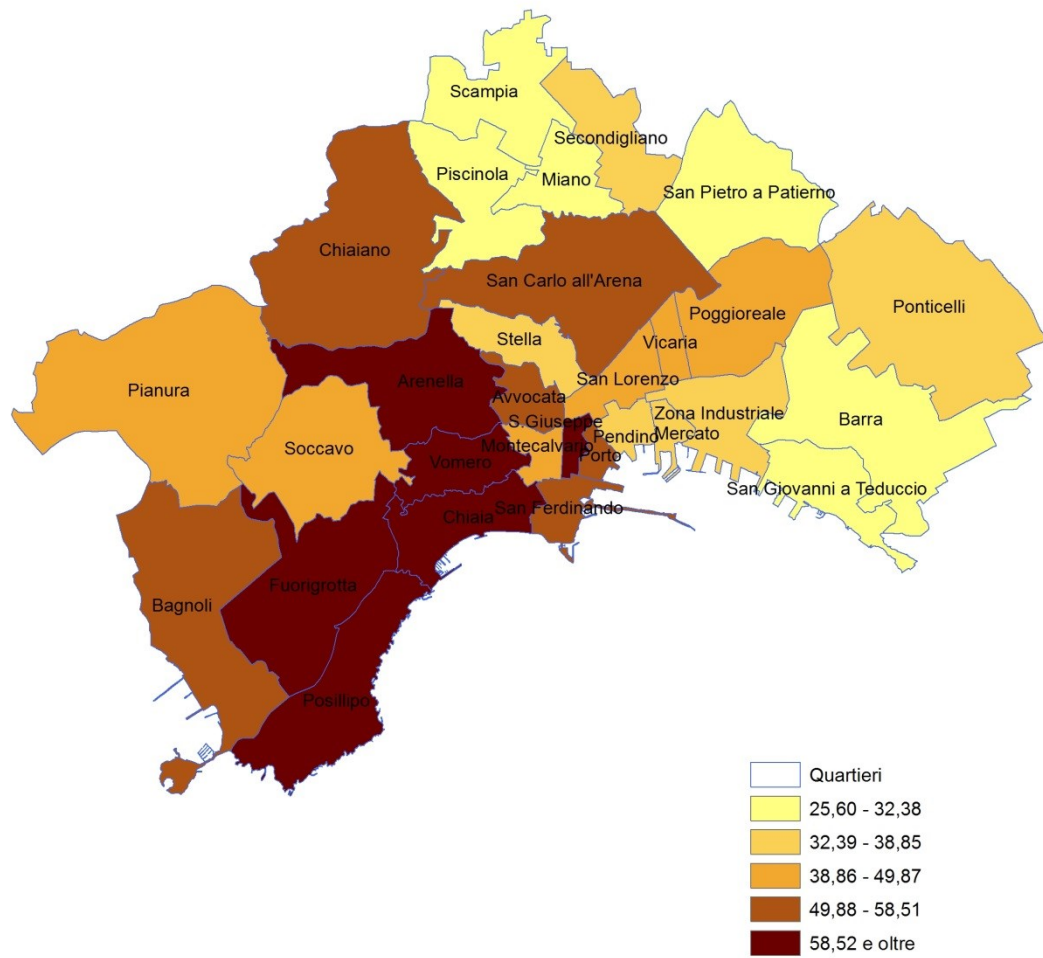 Scampia
Secondigliano
Piscinola
Miano
San Pietro a Patierno
Chiaiano
San Carlo all'Arena
Ponticelli
Poggioreale
Stella
Vicaria
Arenella
San Lorenzo
Pianura
Avvocata
Zona Industriale
Barra
S.Giuseppe
Soccavo
Montecalvario
Pendino
Mercato
Vomero
Porto
San Giovanni a Teduccio
Chiaia
San Ferdinando
Fuorigrotta
Bagnoli
Posillipo
Quartieri
25,60 - 32,38
32,39 - 38,85
38,86 - 49,87
49,88 - 58,51
58,52 e oltre